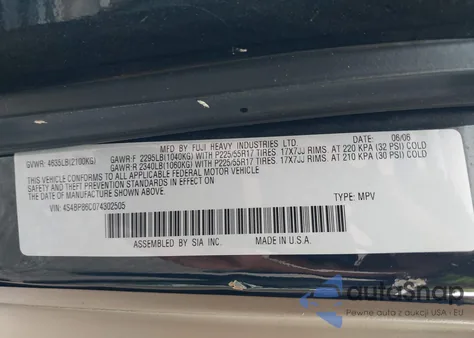 MFD BY FUJI HEAVY INDUSTRIES LTD. DATE: 06/06
GVWR: 4635LB(2100KG) GAWR:F 2295LB(1040KG) WITH P225/55R17 TIRES. 17X7JJ RIMS. AT 220 KPA (32 PSI) COLD
GAWR:R 2340LB(1060KG) WITH P225/55R17 TIRES. 17X7JJ RIMS. AT 210 KPA (30 PSI) COLD
THIS VEHICLE CONFORMS TO ALL APPLICABLE FEDERAL MOTOR VEHICLE
SAFETY AND THEFT PREVENTION STANDARDS IN EFFECT ON
THE DATE OF MANUFACTURE SHOWN ABOVE.
VIN: 4S4BP86C074302505 TYPE: MPV
ASSEMBLED BY SIA INC. MADE IN U.S.A.
autosnap
Pewne auta z aukcji USA i EU